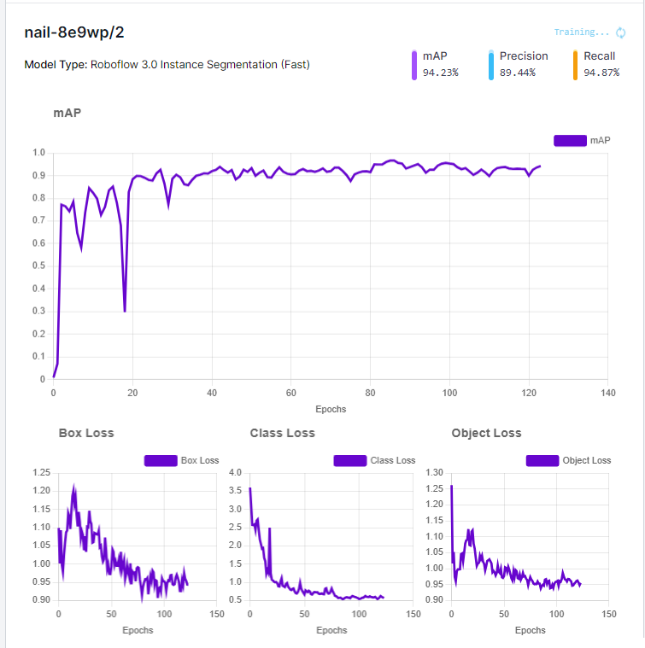 nail-8e9wp/2
Training...
Model Type: Roboflow 3.0 Instance Segmentation (Fast)
mAP
94.23%
Precision
89.44%
Recall
94.87%
mAP
mAP
1.0
0.9
0.8
0.7
0.6
0.5
0.4
0.3
0.2
0.1
0
0 20 40 60 80 100 120 140
Epochs
Box Loss
Box Loss
1.25
1.20
1.15
1.10
1.05
1.00
0.95
0.90
0 50 100 150
Epochs
Class Loss
Class Loss
4.0
3.5
3.0
2.5
2.0
1.5
1.0
0.5
0 50 100 150
Epochs
Object Loss
Object Loss
1.30
1.25
1.20
1.15
1.10
1.05
1.00
0.95
0.90
0 50 100 150
Epochs